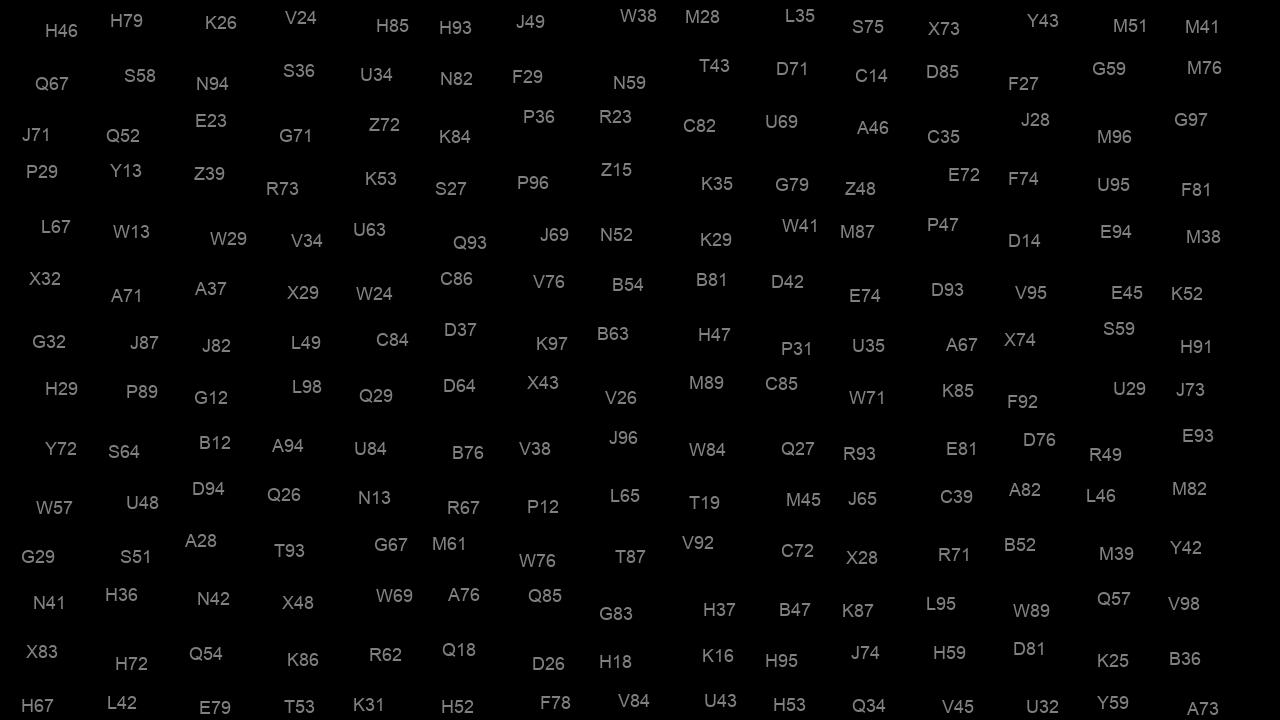 H46 H79 K26 V24 H85 H93 J49 W38 M28 L35 S75 X73 Y43 M51 M41
Q67 S58 N94 S36 U34 N82 F29 N59 T43 D71 C14 D85 F27 G59 M76
J71 Q52 E23 G71 Z72 K84 P36 R23 C82 U69 A46 C35 J28 M96 G97
P29 Y13 Z39 R73 K53 S27 P96 Z15 K35 G79 Z48 E72 F74 U95 F81
L67 W13 W29 V34 U63 Q93 J69 N52 K29 W41 M87 P47 D14 E94 M38
X32 A71 A37 X29 W24 C86 V76 B54 B81 D42 E74 D93 V95 E45 K52
G32 J87 J82 L49 C84 D37 K97 B63 H47 P31 U35 A67 X74 S59 H91
H29 P89 G12 L98 Q29 D64 X43 V26 M89 C85 W71 K85 F92 U29 J73
Y72 S64 B12 A94 U84 B76 V38 J96 W84 Q27 R93 E81 D76 R49 E93
W57 U48 D94 Q26 N13 R67 P12 L65 T19 M45 J65 C39 A82 L46 M82
G29 S51 A28 T93 G67 M61 W76 T87 V92 C72 X28 R71 B52 M39 Y42
N41 H36 N42 X48 W69 A76 Q85 G83 H37 B47 K87 L95 W89 Q57 V98
X83 H72 Q54 K86 R62 Q18 D26 H18 K16 H95 J74 H59 D81 K25 B36
H67 L42 E79 T53 K31 H52 F78 V84 U43 H53 Q34 V45 U32 Y59 A73